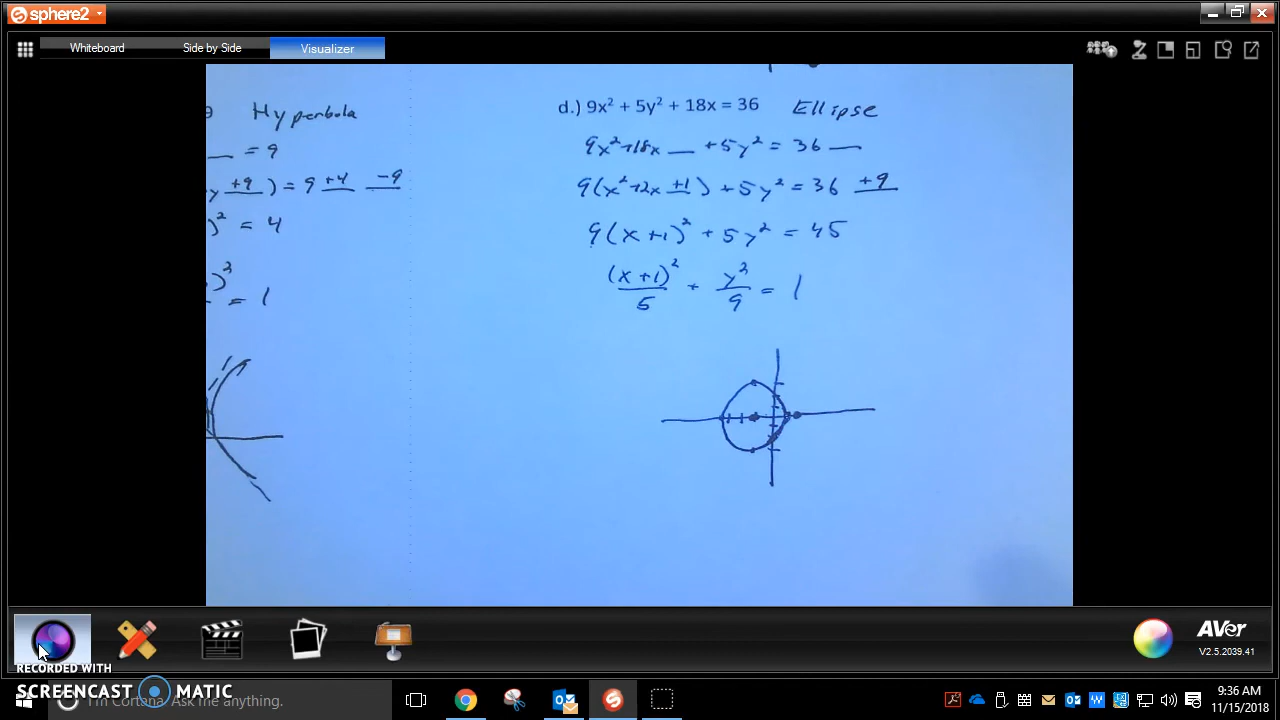 sphere2
Whiteboard
Side by Side
Visualizer
Hyperbola
___ = 9
y +9 ) = 9 +4 -9
)² = 4
)²
= 1
d.) 9x² + 5y² + 18x = 36 Ellipse
9x²+18x ___ +5y² = 36 ___
9(x²+2x +1 ) + 5y² = 36 +9
9(x+1)² + 5y² = 45
(x+1)²/5 + y²/9 = 1
AVer
V2.5.2039.41
RECORDED WITH
SCREENCAST MATIC
I'm Cortana. Ask me anything.
9:36 AM
11/15/2018